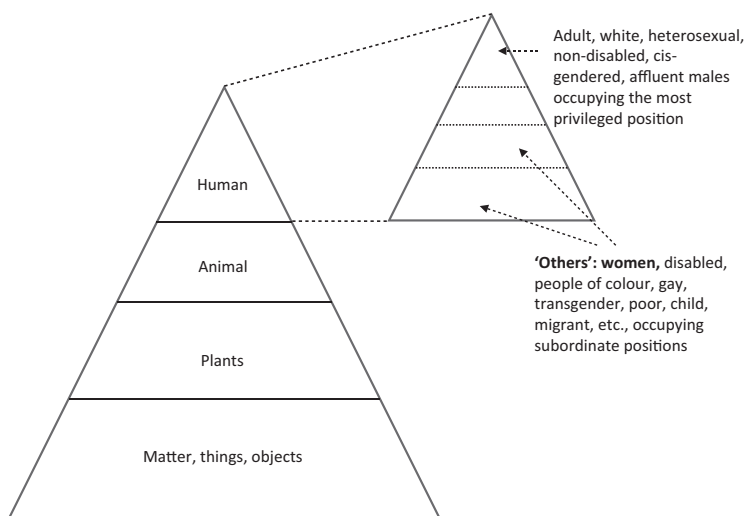 Adult, white, heterosexual,
non-disabled, cis-
gendered, affluent males
occupying the most
privileged position
Human
Animal
Plants
Matter, things, objects
‘Others’: women, disabled,
people of colour, gay,
transgender, poor, child,
migrant, etc., occupying
subordinate positions